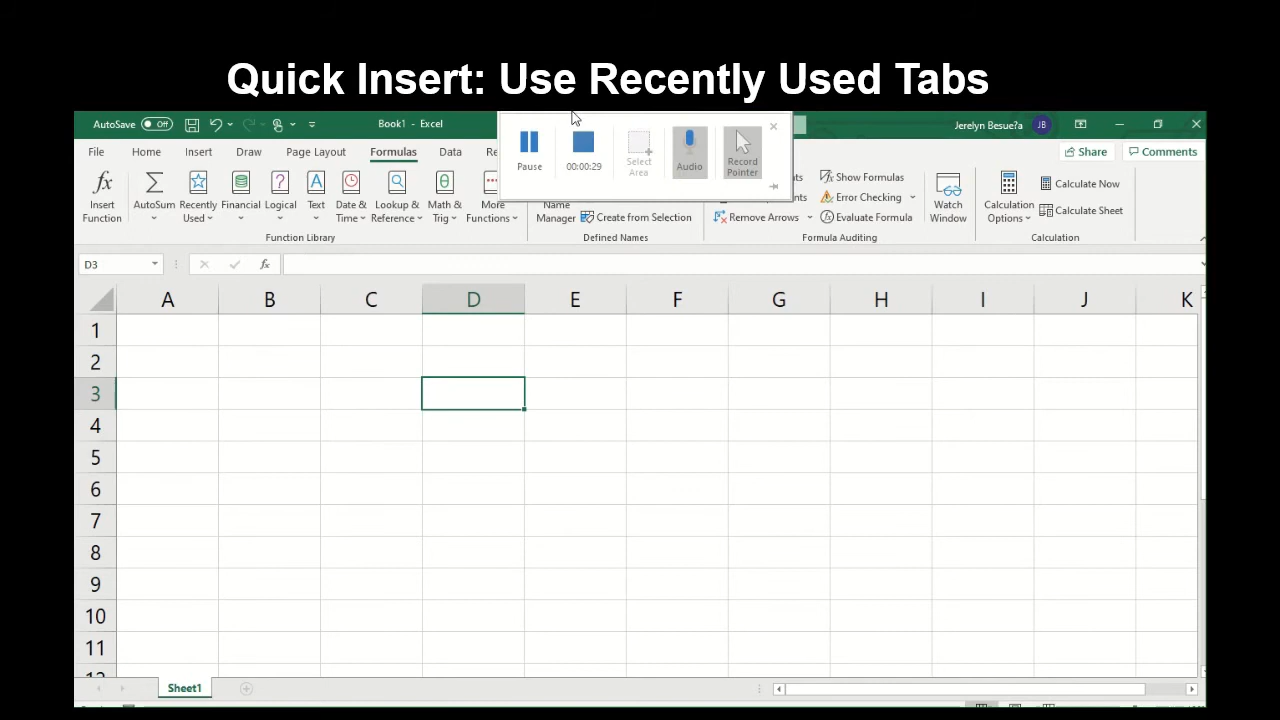 Quick Insert: Use Recently Used Tabs
AutoSave Off Book1 - Excel Jerelyn Besue?a JB
Pause 00:00:29 Select Area Audio Record Pointer
File Home Insert Draw Page Layout Formulas Data Share Comments
Insert Function
AutoSum
Recently Used
Financial
Logical
Text
Date & Time
Lookup & Reference
Math & Trig
More Functions
Name Manager
Create from Selection
Remove Arrows
Show Formulas
Error Checking
Evaluate Formula
Watch Window
Calculation Options
Calculate Now
Calculate Sheet
Function Library Defined Names Formula Auditing Calculation
D3 fx
A B C D E F G H I J K
1
2
3
4
5
6
7
8
9
10
11
Sheet1